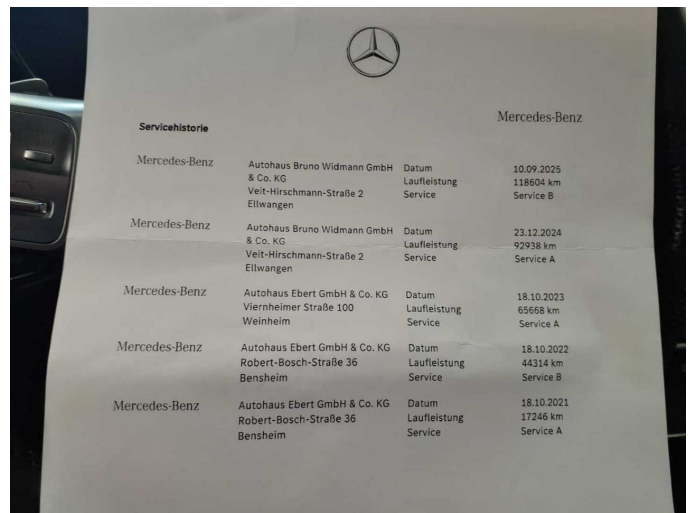 Mercedes-Benz
Servicehistorie
Mercedes-Benz Autohaus Bruno Widmann GmbH Datum 10.09.2025
& Co. KG Laufleistung 118604 km
Veit-Hirschmann-Straße 2 Service Service B
Ellwangen
Mercedes-Benz Autohaus Bruno Widmann GmbH Datum 23.12.2024
& Co. KG Laufleistung 92938 km
Veit-Hirschmann-Straße 2 Service Service A
Ellwangen
Mercedes-Benz Autohaus Ebert GmbH & Co. KG Datum 18.10.2023
Viernheimer Straße 100 Laufleistung 65668 km
Weinheim Service Service A
Mercedes-Benz Autohaus Ebert GmbH & Co. KG Datum 18.10.2022
Robert-Bosch-Straße 36 Laufleistung 44314 km
Bensheim Service Service B
Mercedes-Benz Autohaus Ebert GmbH & Co. KG Datum 18.10.2021
Robert-Bosch-Straße 36 Laufleistung 17246 km
Bensheim Service Service A